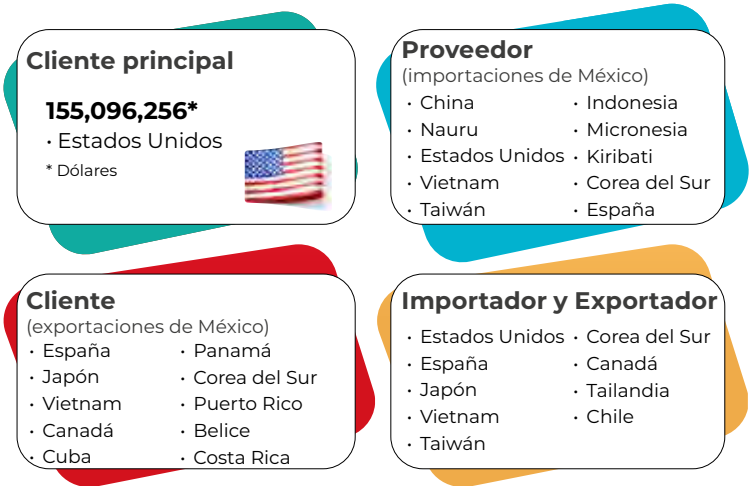 Cliente principal
155,096,256*
· Estados Unidos
* Dólares
Proveedor
(importaciones de México)
· China
· Nauru
· Estados Unidos
· Vietnam
· Taiwán
· Indonesia
· Micronesia
· Kiribati
· Corea del Sur
· España
Cliente
(exportaciones de México)
· España
· Japón
· Vietnam
· Canadá
· Cuba
· Panamá
· Corea del Sur
· Puerto Rico
· Belice
· Costa Rica
Importador y Exportador
· Estados Unidos
· España
· Japón
· Vietnam
· Taiwán
· Corea del Sur
· Canadá
· Tailandia
· Chile